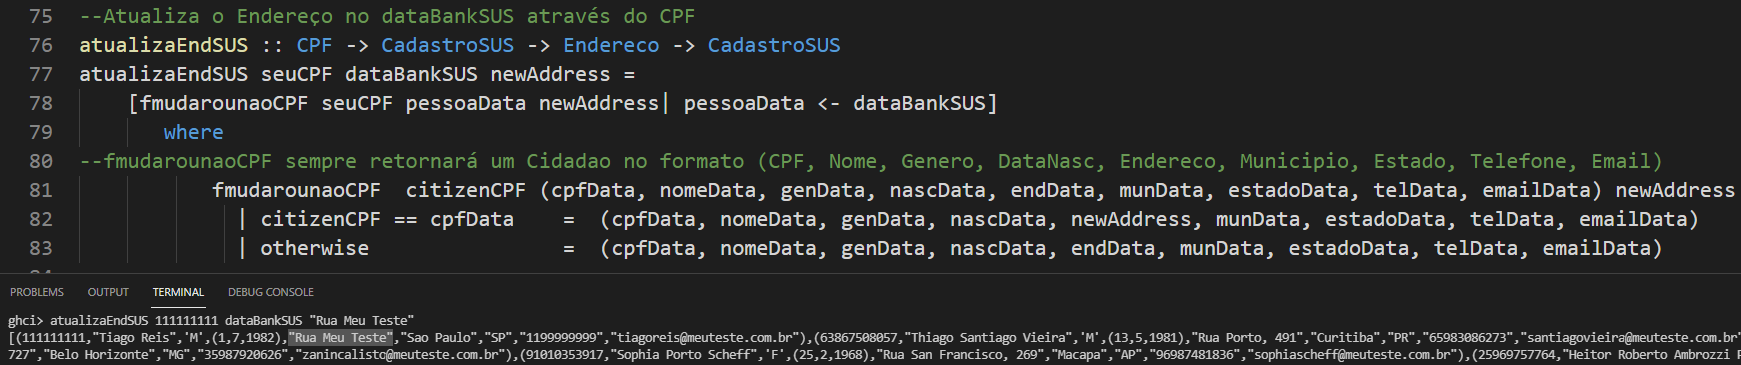 75 --Atualiza o Endereço no dataBankSUS através do CPF
76 atualizaEndSUS :: CPF -> CadastroSUS -> Endereco -> CadastroSUS
77 atualizaEndSUS seuCPF dataBankSUS newAddress =
78 [fmudarounaoCPF seuCPF pessoaData newAddress| pessoaData <- dataBankSUS]
79 where
80 --fmudarounaoCPF sempre retornará um Cidadao no formato (CPF, Nome, Genero, DataNasc, Endereco, Municipio, Estado, Telefone, Email)
81 fmudarounaoCPF  citizenCPF (cpfData, nomeData, genData, nascData, endData, munData, estadoData, telData, emailData) newAddress
82 | citizenCPF == cpfData    =  (cpfData, nomeData, genData, nascData, newAddress, munData, estadoData, telData, emailData)
83 | otherwise                =  (cpfData, nomeData, genData, nascData, endData, munData, estadoData, telData, emailData)
PROBLEMS OUTPUT TERMINAL DEBUG CONSOLE
ghci> atualizaEndSUS 111111111 dataBankSUS "Rua Meu Teste"
[(111111111,"Tiago Reis",'M',(1,7,1982),"Rua Meu Teste","Sao Paulo","SP","1199999999","tiagoreis@meuteste.com.br"),(63867508057,"Thiago Santiago Vieira",'M',(13,5,1981),"Rua Porto, 491","Curitiba","PR","65983086273","santiagovieira@meuteste.com.br"
727","Belo Horizonte","MG","35987920626","zanincalisto@meuteste.com.br"),(91010353917,"Sophia Porto Scheff",'F',(25,2,1968),"Rua San Francisco, 269","Macapa","AP","96987481836","sophiascheff@meuteste.com.br"),(25969757764,"Heitor Roberto Ambrozzi